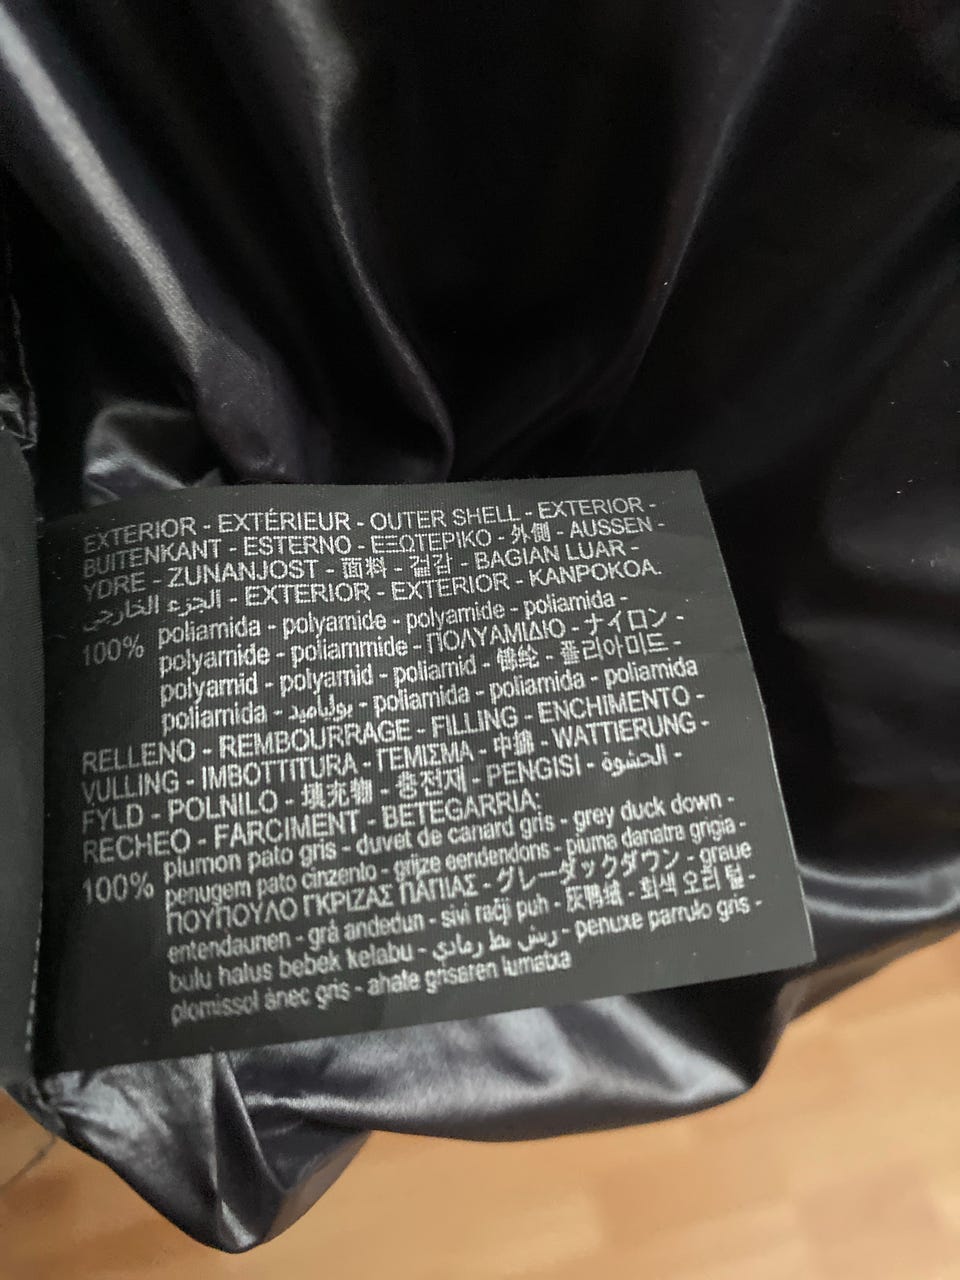 EXTERIOR - EXTÉRIEUR - OUTER SHELL - EXTERIOR -
BUITENKANT - ESTERNO - ΕΞΩΤΕΡΙΚΟ - 外側 - AUSSEN -
YDRE - ZUNANJOST - 面料 - 겉감 - BAGIAN LUAR -
الجزء الخارجي - EXTERIOR - EXTERIOR - KANPOKOA.
100% poliamida - polyamide - polyamide - poliamida -
polyamide - poliammide - ΠΟΛΥΑΜΙΔΙΟ - ナイロン -
polyamid - polyamid - poliamid - 锦纶 - 폴리아미드 -
poliamida - بولياميد - poliamida - poliamida - poliamida
RELLENO - REMBOURRAGE - FILLING - ENCHIMENTO -
VULLING - IMBOTTITURA - ΓΕΜΙΣΜΑ - 中綿 - WATTIERUNG -
FYLD - POLNILO - 填充物 - 충전재 - PENGISI - الحشوة -
RECHEO - FARCIMENT - BETEGARRIA:
100% plumon pato gris - duvet de canard gris - grey duck down -
penugem pato cinzento - grijze eendendons - piuma danatra grigia -
ΠΟΥΠΟΥΛΟ ΓΚΡΙΖΑΣ ΠΑΠΙΑΣ - グレーダックダウン - graue
entendaunen - grå andedun - sivi račji puh - 灰鸭绒 - 회색 오리 털 -
bulu halus bebek kelabu - ريش بط رمادي - penuxe parrulo gris -
plomissol ànec gris - ahate grisaren lumatxa